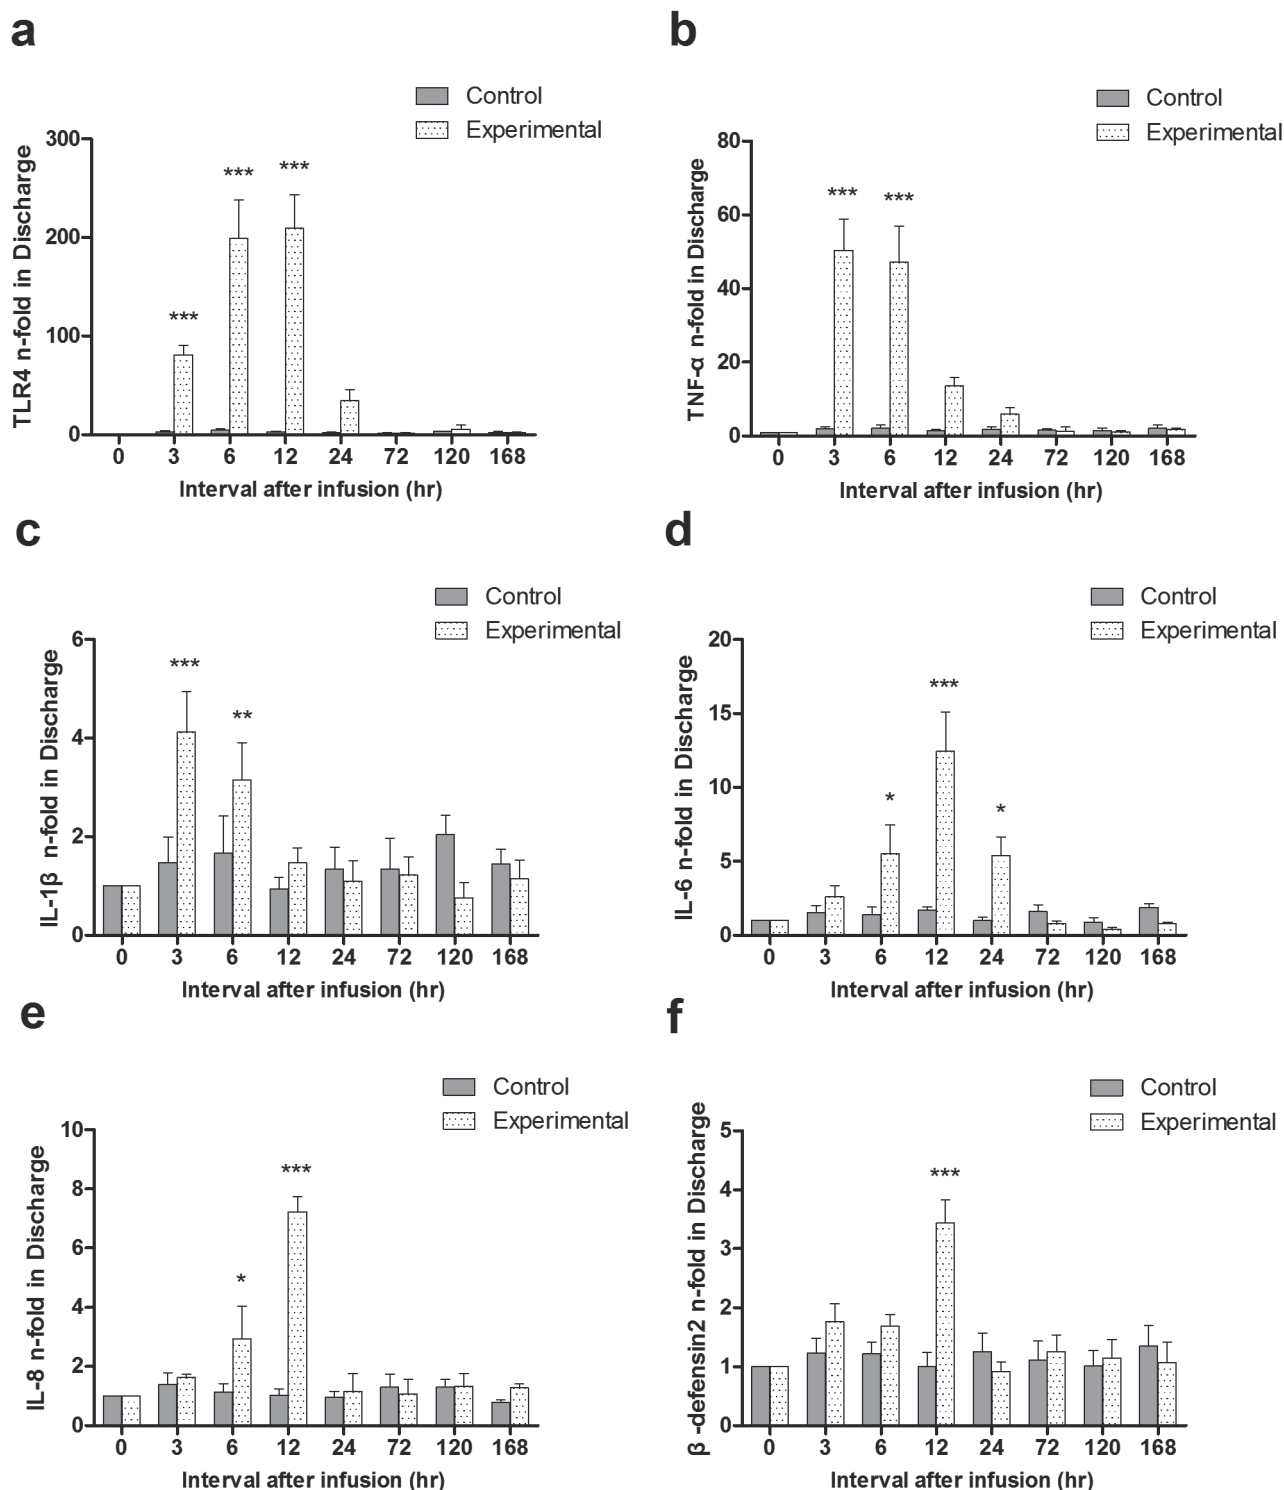 a
Control
Experimental
TLR4 n-fold in Discharge
300
200
100
0
***
***
***
0 3 6 12 24 72 120 168
Interval after infusion (hr)
b
Control
Experimental
TNF-α n-fold in Discharge
80
60
40
20
0
***
***
0 3 6 12 24 72 120 168
Interval after infusion (hr)
c
Control
Experimental
IL-1β n-fold in Discharge
6
4
2
0
***
**
0 3 6 12 24 72 120 168
Interval after infusion (hr)
d
Control
Experimental
IL-6 n-fold in Discharge
20
15
10
5
0
*
***
*
0 3 6 12 24 72 120 168
Interval after infusion (hr)
e
Control
Experimental
IL-8 n-fold in Discharge
10
8
6
4
2
0
*
***
0 3 6 12 24 72 120 168
Interval after infusion (hr)
f
Control
Experimental
β -defensin2 n-fold in Discharge
5
4
3
2
1
0
***
0 3 6 12 24 72 120 168
Interval after infusion (hr)